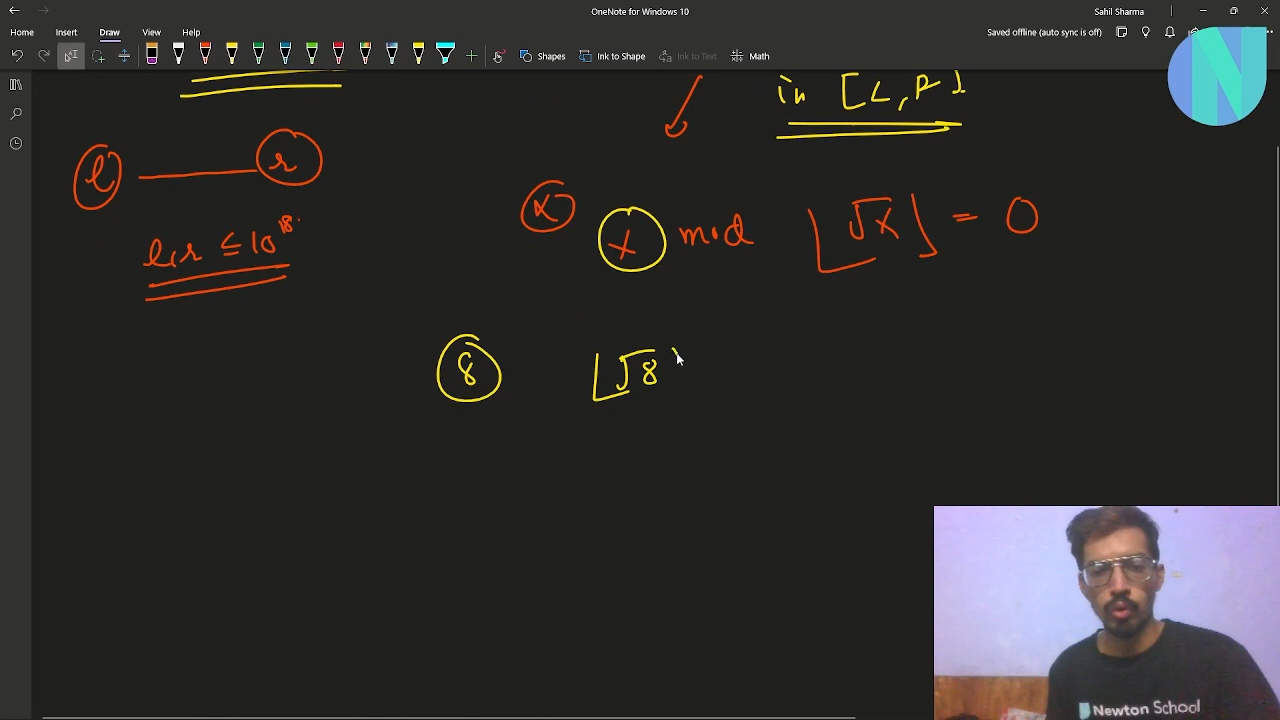 OneNote for Windows 10
Sahil Sharma
Home Insert Draw View Help
Saved offline (auto sync is off)
Shapes Ink to Shape Ink to Text Math
in [L, R]
l r
l, r ≤ 10^18
x x mod ⌊√x⌋ = 0
8 ⌊√8
Newton School